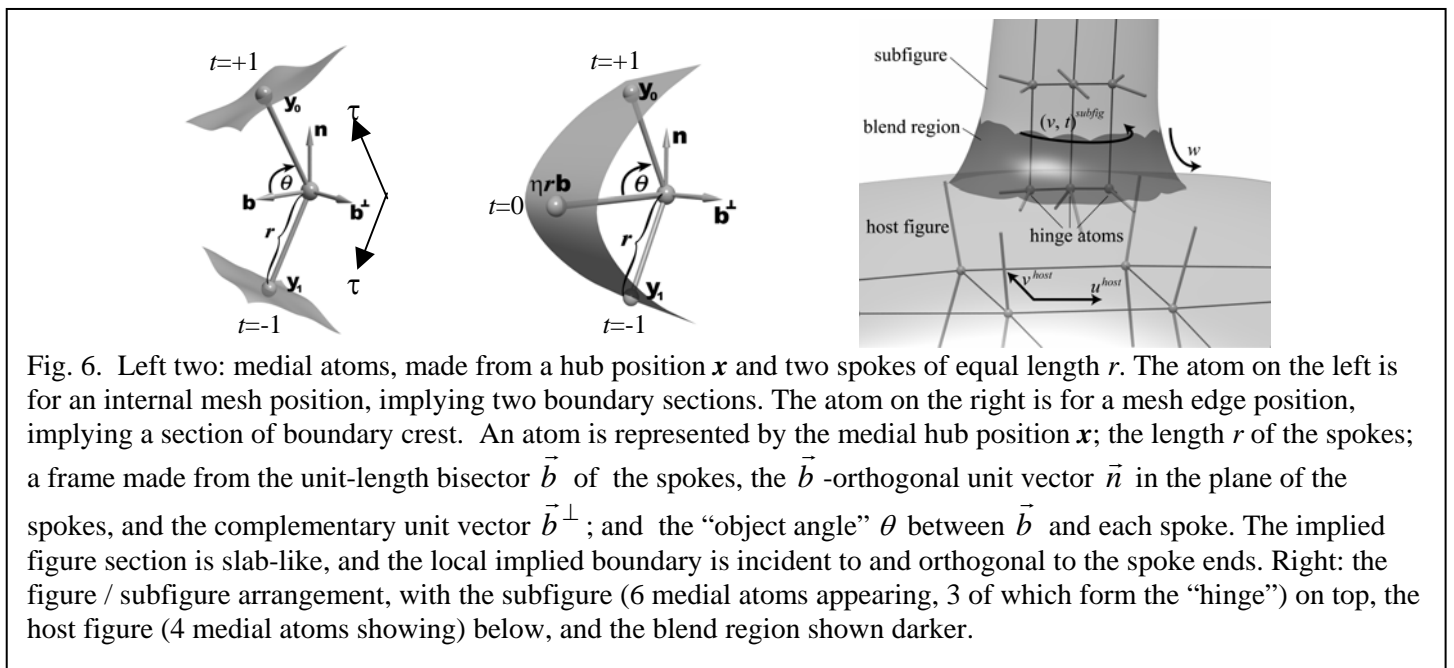 t=+1
y₀
τ
n
θ
b
b⊥
r
y₁
τ
t=-1
t=+1
y₀
n
ηrb
θ
t=0
b⊥
r
y₁
t=-1
subfigure
blend region
(v, t)^subfig
w
host figure
hinge atoms
v^host
u^host
Fig. 6. Left two: medial atoms, made from a hub position x and two spokes of equal length r. The atom on the left is
for an internal mesh position, implying two boundary sections. The atom on the right is for a mesh edge position,
implying a section of boundary crest. An atom is represented by the medial hub position x; the length r of the spokes;
a frame made from the unit-length bisector b⃗ of the spokes, the b⃗ -orthogonal unit vector n⃗ in the plane of the
spokes, and the complementary unit vector b⃗ ⊥ ; and the “object angle” θ between b⃗ and each spoke. The implied
figure section is slab-like, and the local implied boundary is incident to and orthogonal to the spoke ends. Right: the
figure / subfigure arrangement, with the subfigure (6 medial atoms appearing, 3 of which form the “hinge”) on top, the
host figure (4 medial atoms showing) below, and the blend region shown darker.